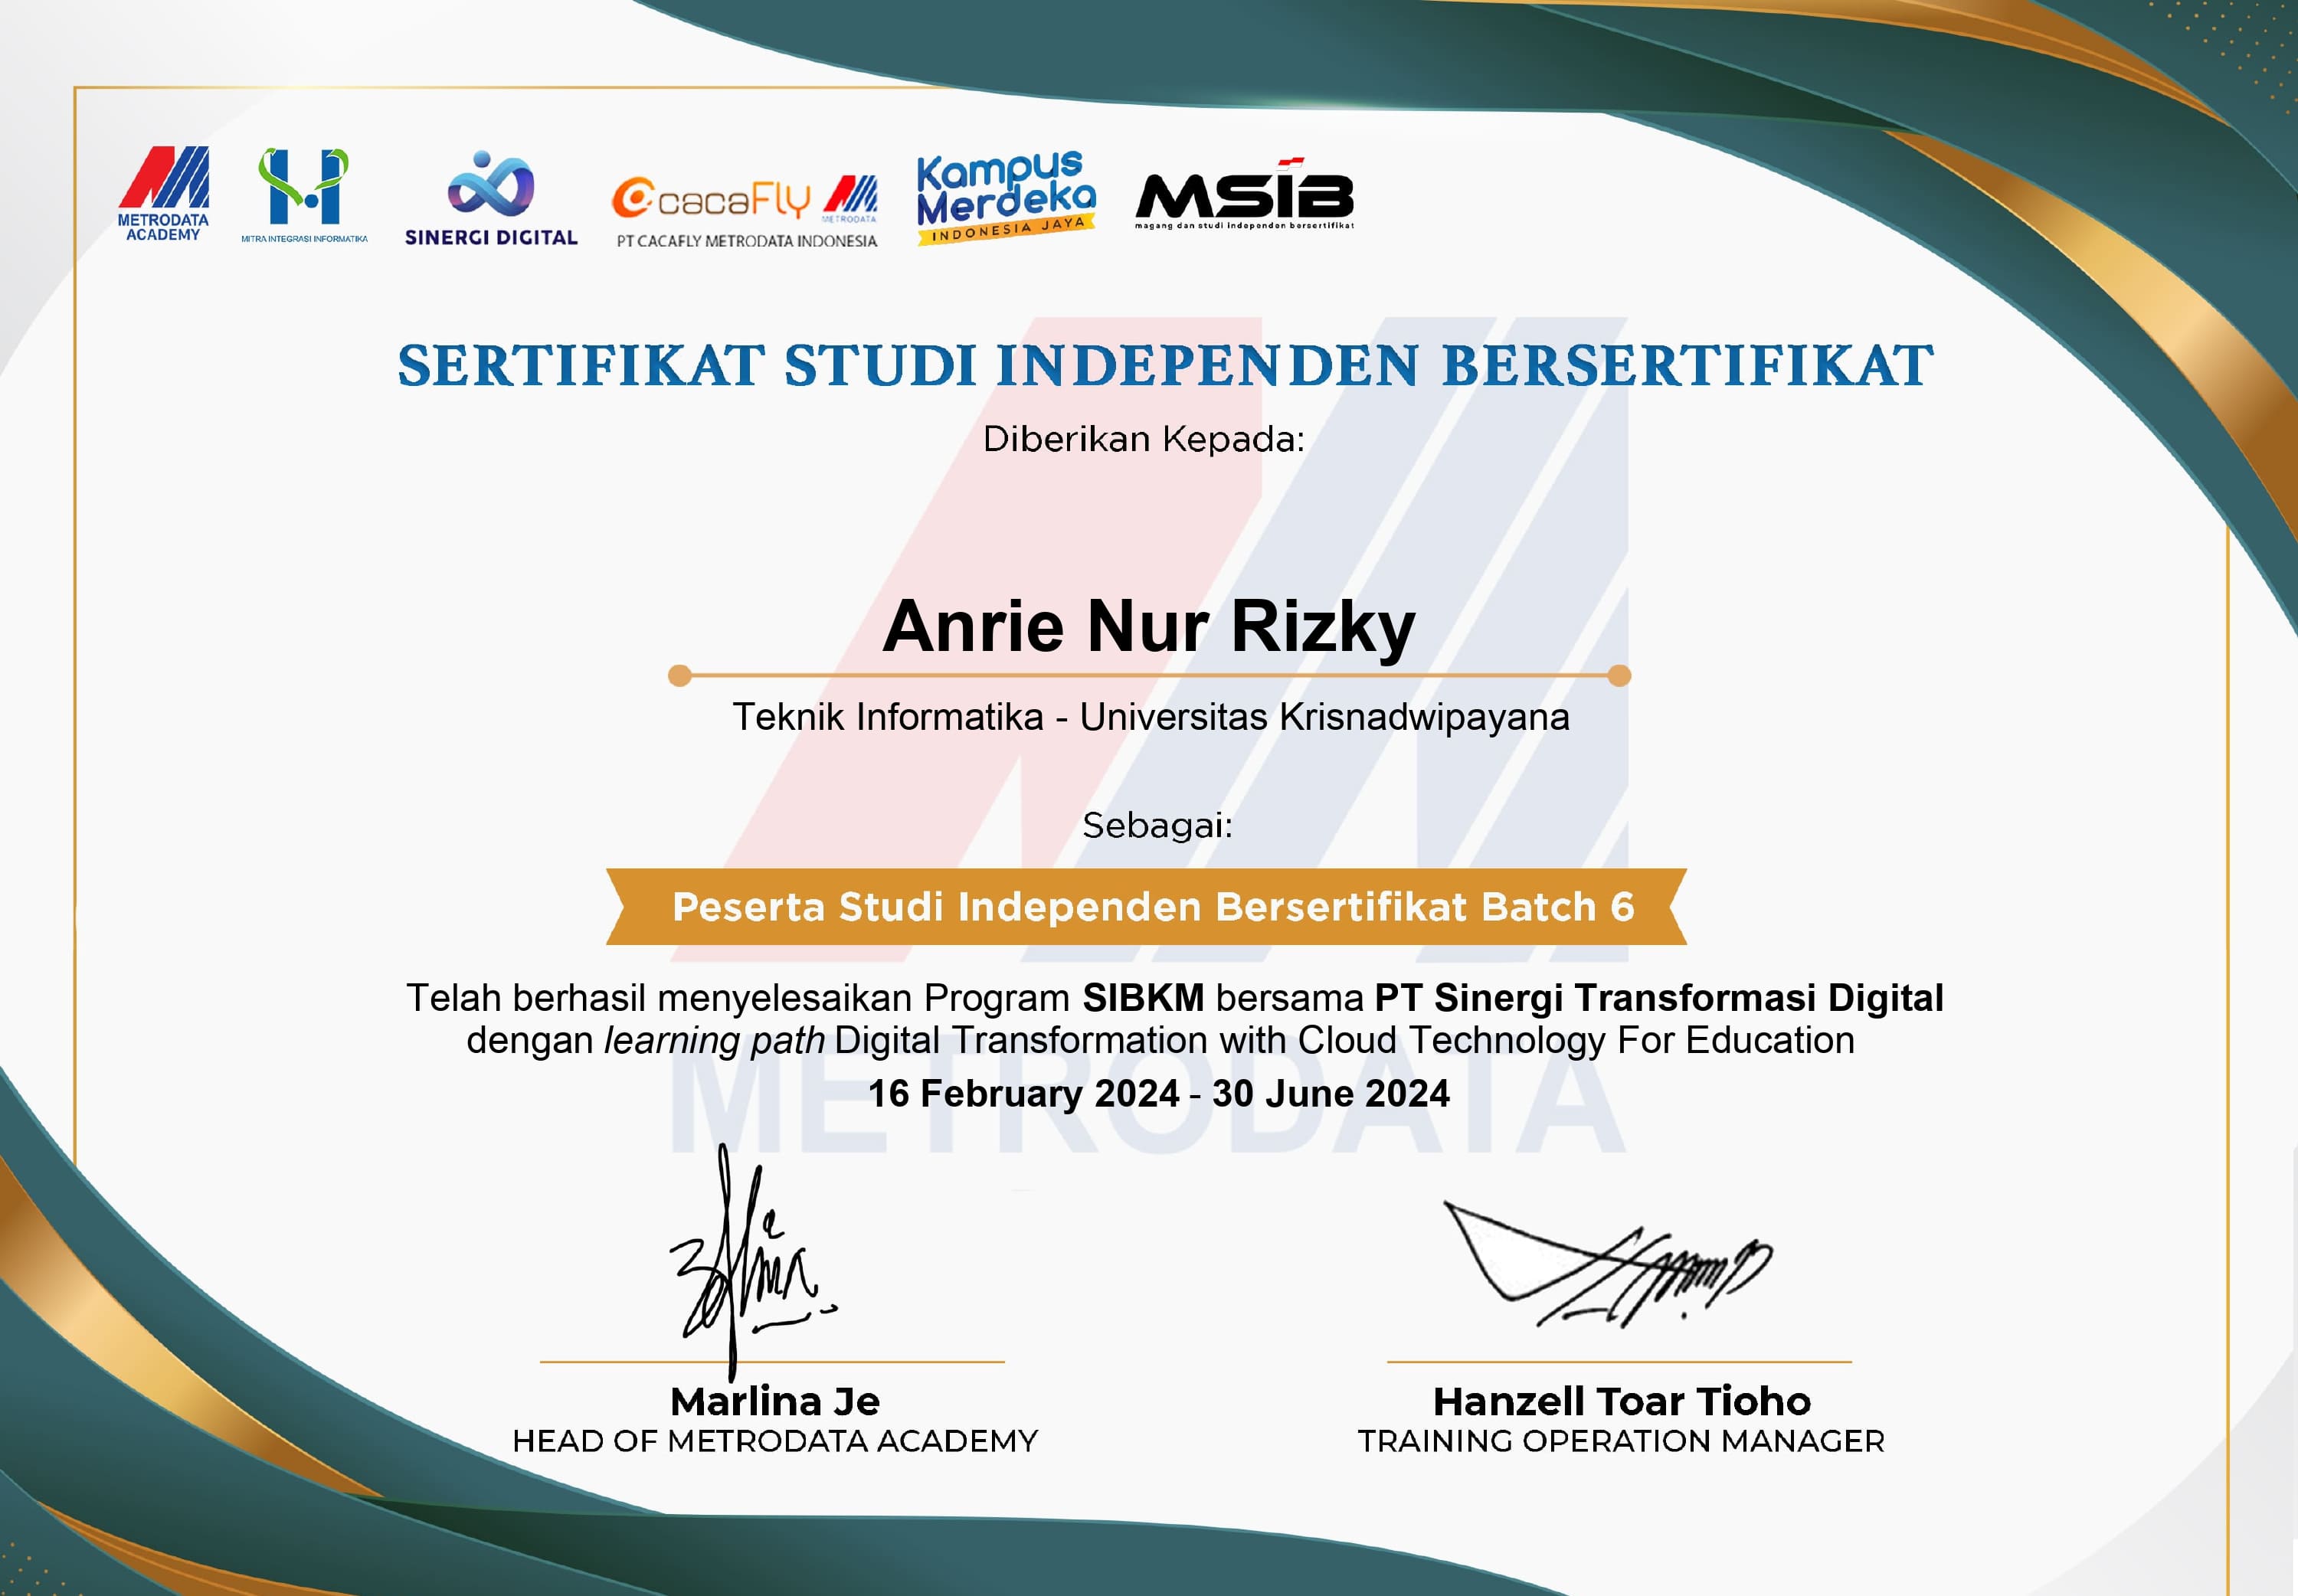 METRODATA
ACADEMY
MITRA INTEGRASI INFORMATIKA
SINERGI DIGITAL
cacaFly
METRODATA
PT CACAFLY METRODATA INDONESIA
Kampus
Merdeka
INDONESIA JAYA
MSIB
magang dan studi independen bersertifikat
SERTIFIKAT STUDI INDEPENDEN BERSERTIFIKAT
Diberikan Kepada:
Anrie Nur Rizky
Teknik Informatika - Universitas Krisnadwipayana
Sebagai:
Peserta Studi Independen Bersertifikat Batch 6
Telah berhasil menyelesaikan Program SIBKM bersama PT Sinergi Transformasi Digital
dengan learning path Digital Transformation with Cloud Technology For Education
16 February 2024 - 30 June 2024
METRODATA
Marlina Je
HEAD OF METRODATA ACADEMY
Hanzell Toar Tioho
TRAINING OPERATION MANAGER